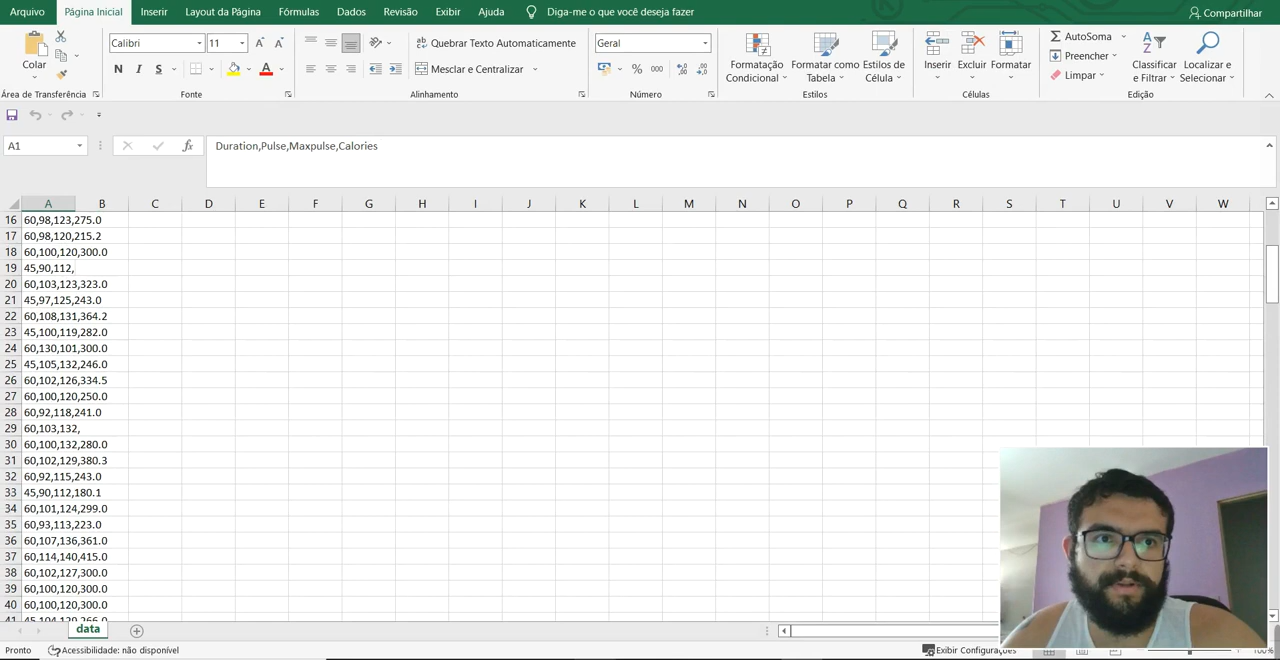 Arquivo Página Inicial Inserir Layout da Página Fórmulas Dados Revisão Exibir Ajuda Diga-me o que você deseja fazer Compartilhar
Colar
Área de Transferência
Calibri 11
N I S
Fonte
Quebrar Texto Automaticamente
Mesclar e Centralizar
Alinhamento
Geral
% 000
Número
Formatação Condicional
Formatar como Tabela
Estilos de Célula
Estilos
Inserir Excluir Formatar
Células
AutoSoma
Preencher
Limpar
Classificar e Filtrar
Localizar e Selecionar
Edição
A1 fx Duration,Pulse,Maxpulse,Calories
A B C D E F G H I J K L M N O P Q R S T U V W
16 60,98,123,275.0
17 60,98,120,215.2
18 60,100,120,300.0
19 45,90,112,
20 60,103,123,323.0
21 45,97,125,243.0
22 60,108,131,364.2
23 45,100,119,282.0
24 60,130,101,300.0
25 45,105,132,246.0
26 60,102,126,334.5
27 60,100,120,250.0
28 60,92,118,241.0
29 60,103,132,
30 60,100,132,280.0
31 60,102,129,380.3
32 60,92,115,243.0
33 45,90,112,180.1
34 60,101,124,299.0
35 60,93,113,223.0
36 60,107,136,361.0
37 60,114,140,415.0
38 60,102,127,300.0
39 60,100,120,300.0
40 60,100,120,300.0
41 45,104,129,266.0
data
Pronto Acessibilidade: não disponível Exibir Configurações 100%